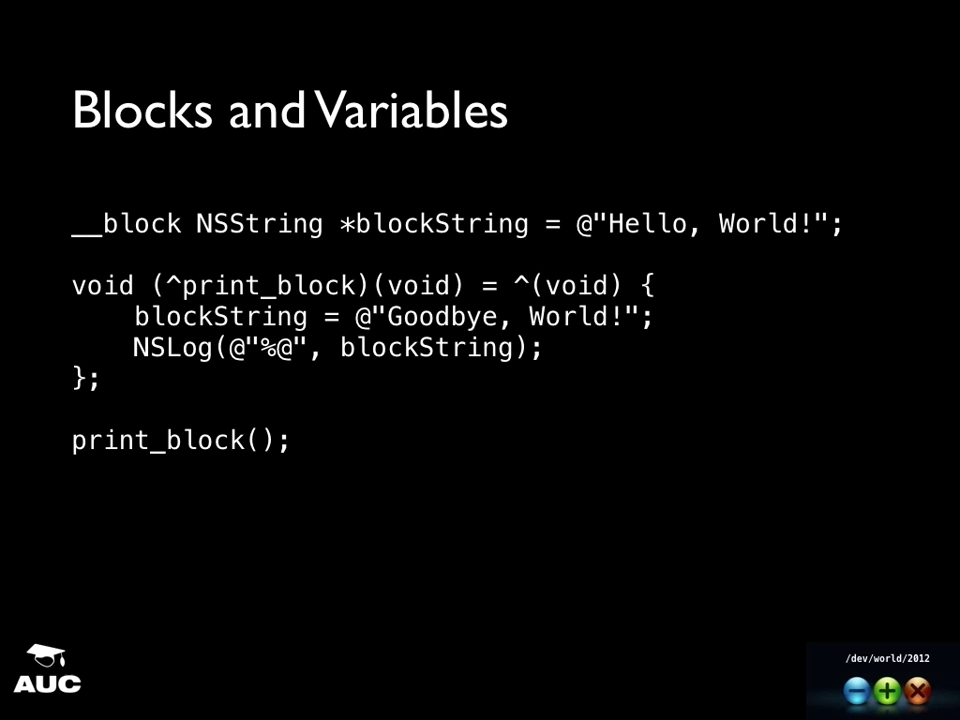 Blocks and Variables
__block NSString *blockString = @"Hello, World!";
void (^print_block)(void) = ^(void) {
    blockString = @"Goodbye, World!";
    NSLog(@"%@", blockString);
};
print_block();
AUC
/dev/world/2012